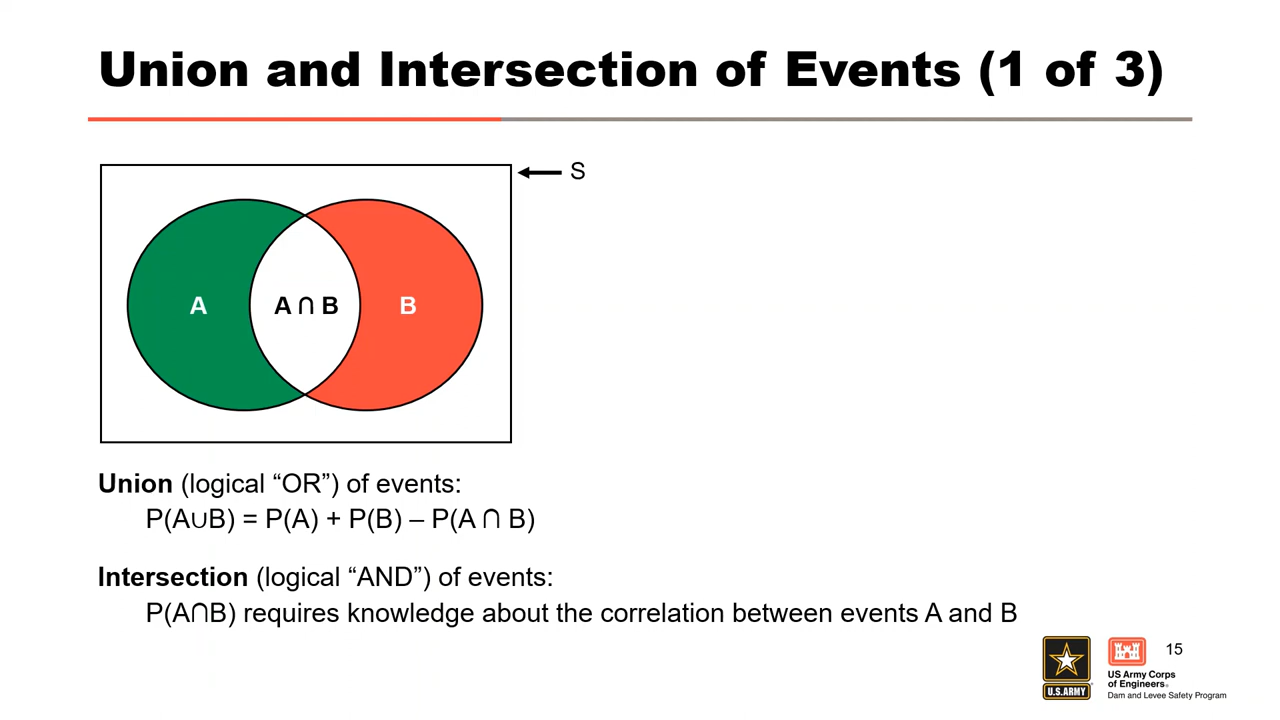 Union and Intersection of Events (1 of 3)
S
A
A ∩ B
B
Union (logical “OR”) of events:
P(A∪B) = P(A) + P(B) – P(A ∩ B)
Intersection (logical “AND”) of events:
P(A∩B) requires knowledge about the correlation between events A and B
15
U.S.ARMY
US Army Corps
of Engineers®
Dam and Levee Safety Program